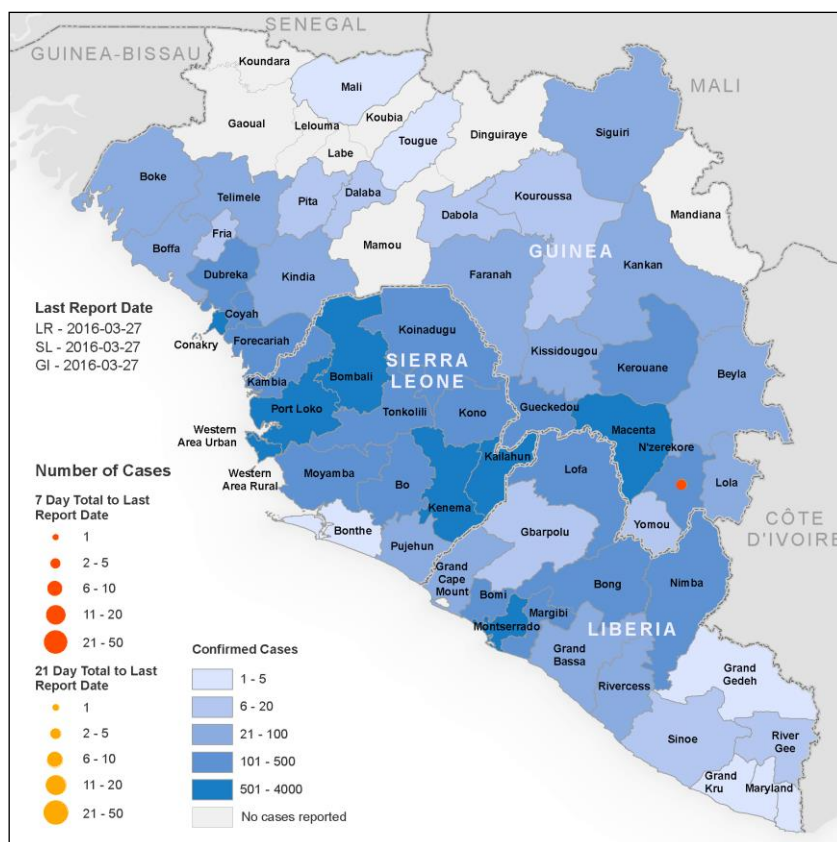 SENEGAL
GUINEA-BISSAU
MALI
Koundara
Mali
Gaoual
Lelouma
Koubia
Labe
Tougue
Dinguiraye
Siguiri
Boke
Telimele
Pita
Dalaba
Kouroussa
Dabola
Mandiana
Fria
Boffa
Mamou
GUINEA
Dubreka
Kindia
Faranah
Kankan
Last Report Date
LR - 2016-03-27
SL - 2016-03-27
GI - 2016-03-27
Coyah
Conakry
Forecariah
Koinadugu
Kissidougou
Kerouane
Beyla
Kambia
Bombali
SIERRA
LEONE
Port Loko
Tonkolili
Kono
Gueckedou
Macenta
N'zerekore
Western
Area Urban
Kailahun
Lofa
Lola
Western
Area Rural
Moyamba
Bo
Kenema
Yomou
CÔTE
D'IVOIRE
Bonthe
Pujehun
Gbarpolu
Grand
Cape
Mount
Bomi
Bong
Nimba
Margibi
Montserrado
LIBERIA
Grand
Bassa
Rivercess
Grand
Gedeh
Sinoe
River
Gee
Grand
Kru
Maryland
Number of Cases
7 Day Total to Last
Report Date
1
2 - 5
6 - 10
11 - 20
21 - 50
21 Day Total to Last
Report Date
1
2 - 5
6 - 10
11 - 20
21 - 50
Confirmed Cases
1 - 5
6 - 20
21 - 100
101 - 500
501 - 4000
No cases reported